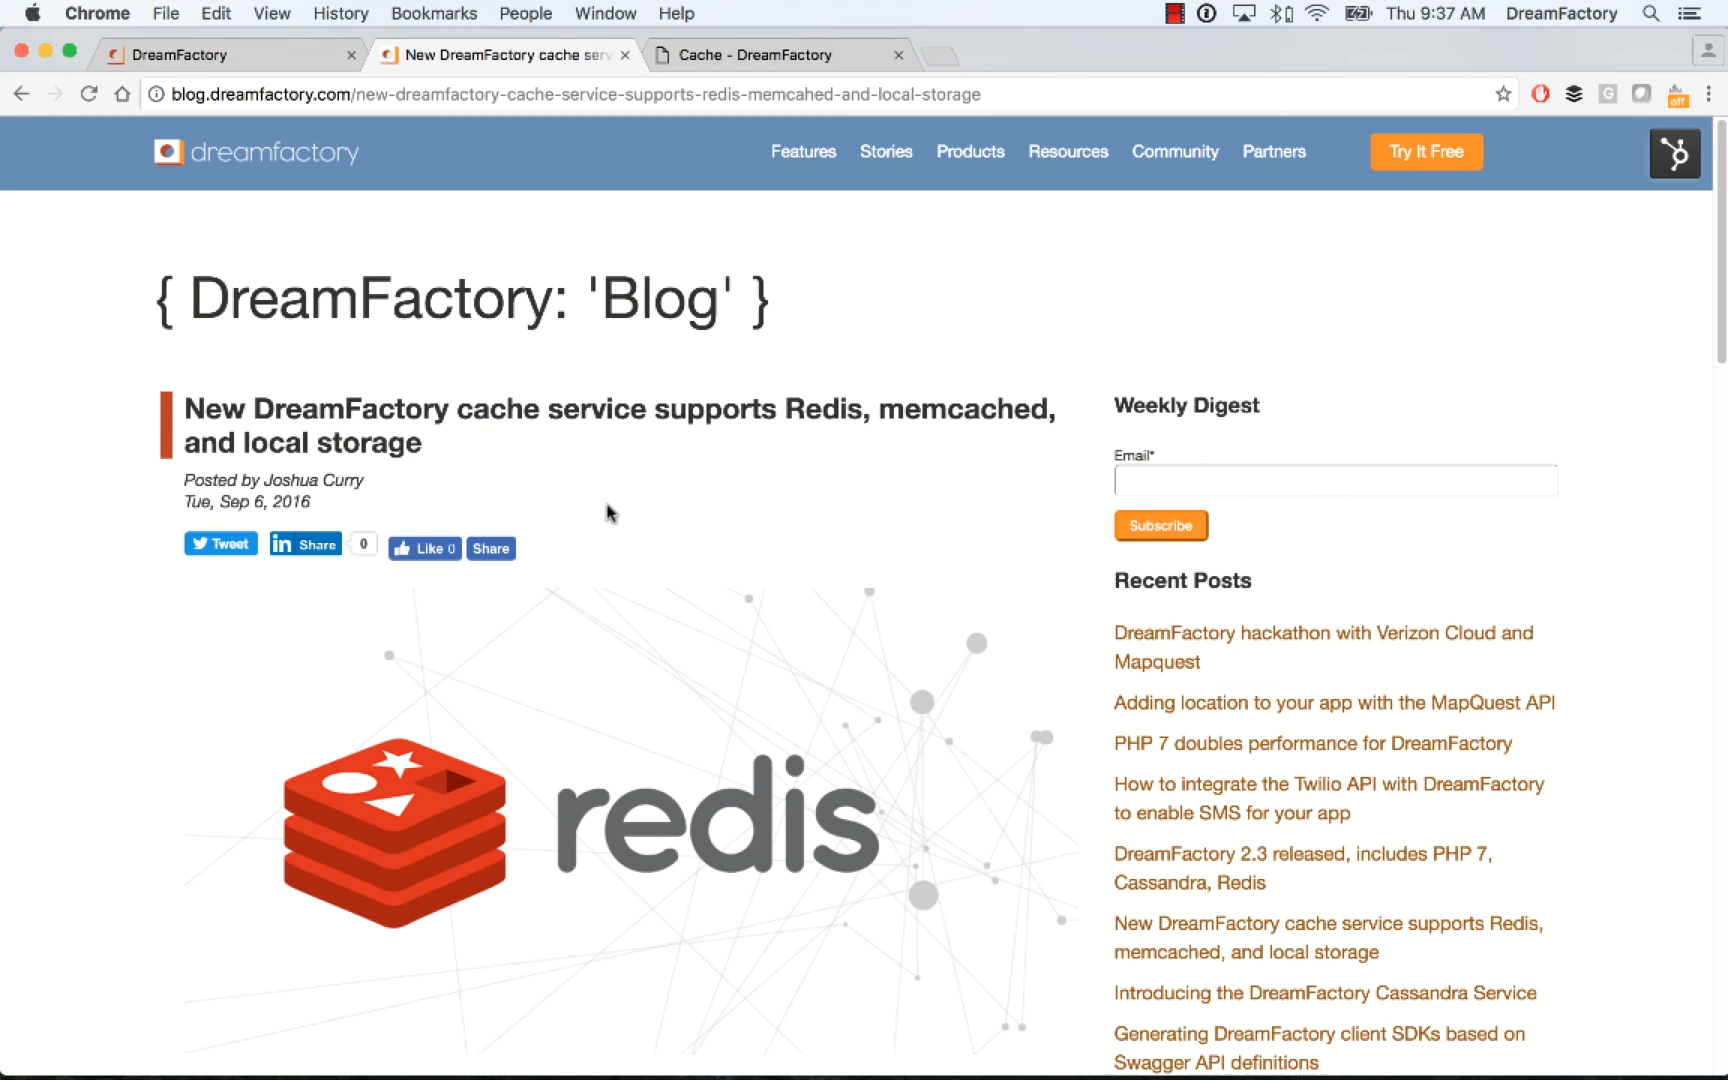 Chrome File Edit View History Bookmarks People Window Help Thu 9:37 AM DreamFactory
DreamFactory
New DreamFactory cache serv
Cache - DreamFactory
blog.dreamfactory.com/new-dreamfactory-cache-service-supports-redis-memcahed-and-local-storage
off
dreamfactory
Features Stories Products Resources Community Partners Try It Free
{ DreamFactory: 'Blog' }
New DreamFactory cache service supports Redis, memcached,
and local storage
Posted by Joshua Curry
Tue, Sep 6, 2016
Tweet in Share 0 Like 0 Share
redis
Weekly Digest
Email*
Subscribe
Recent Posts
DreamFactory hackathon with Verizon Cloud and
Mapquest
Adding location to your app with the MapQuest API
PHP 7 doubles performance for DreamFactory
How to integrate the Twilio API with DreamFactory
to enable SMS for your app
DreamFactory 2.3 released, includes PHP 7,
Cassandra, Redis
New DreamFactory cache service supports Redis,
memcached, and local storage
Introducing the DreamFactory Cassandra Service
Generating DreamFactory client SDKs based on
Swagger API definitions